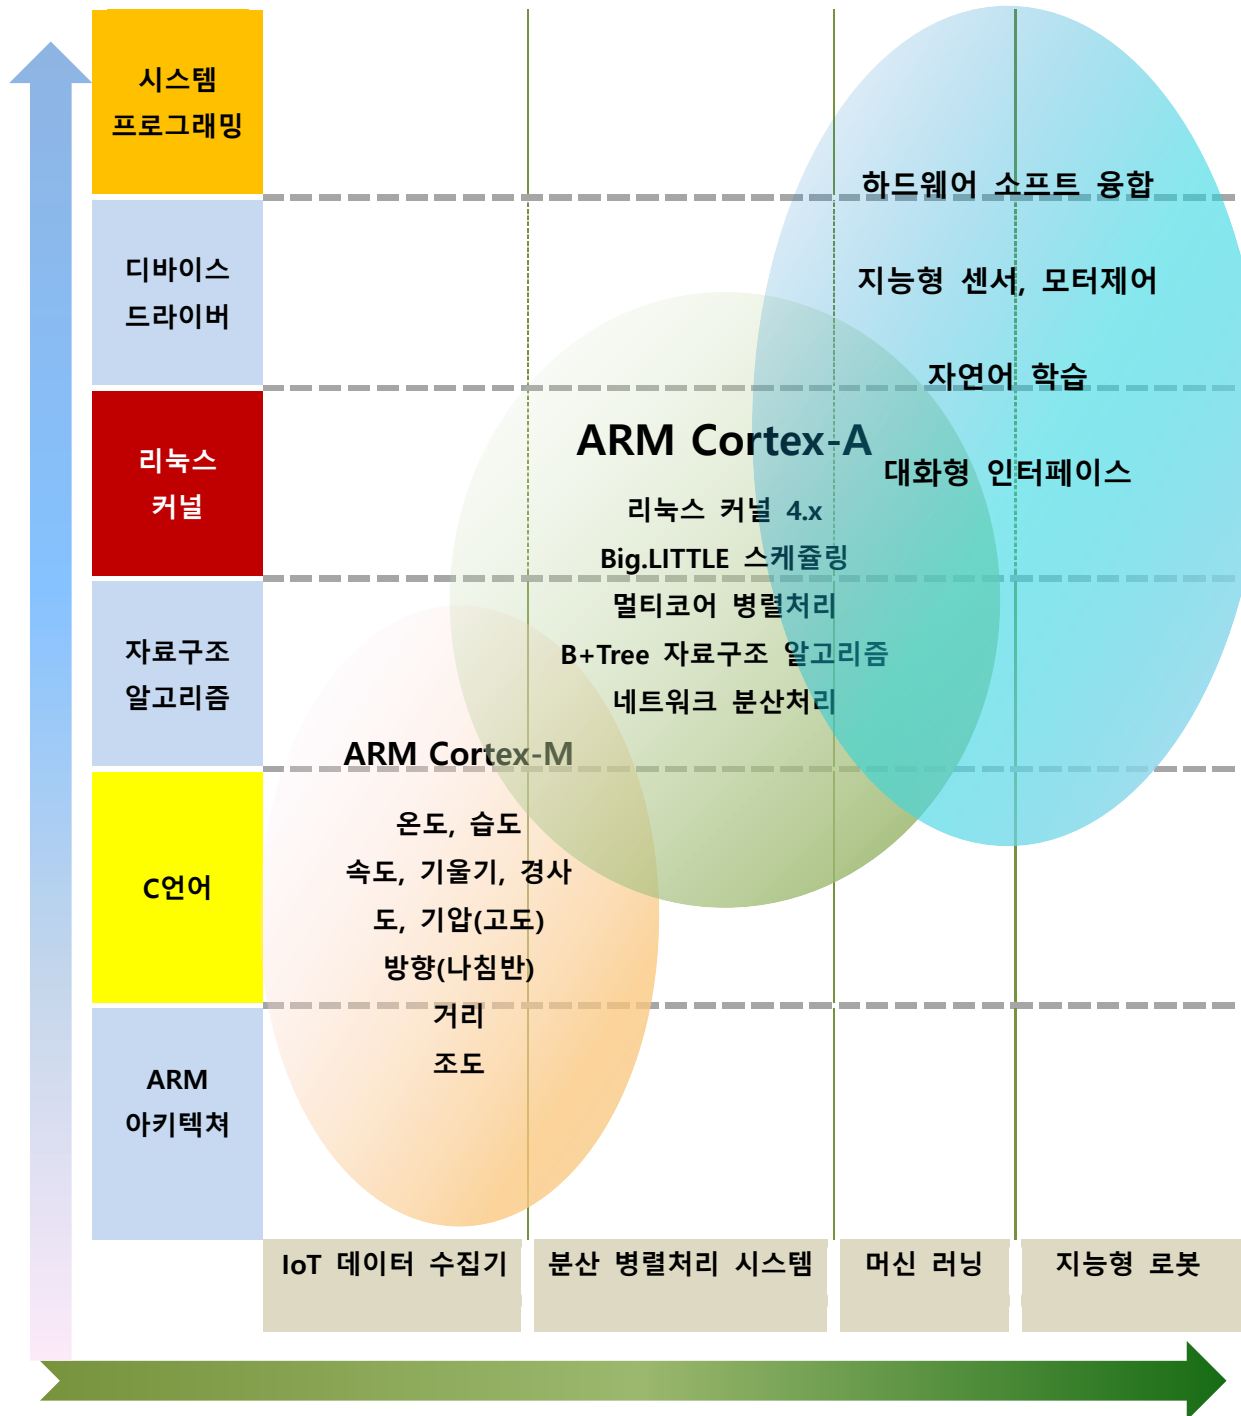 시스템
프로그래밍
디바이스
드라이버
리눅스
커널
자료구조
알고리즘
C언어
ARM
아키텍쳐
하드웨어 소프트 융합
지능형 센서, 모터제어
자연어 학습
대화형 인터페이스
ARM Cortex-A
리눅스 커널 4.x
Big.LITTLE 스케쥴링
멀티코어 병렬처리
B+Tree 자료구조 알고리즘
네트워크 분산처리
ARM Cortex-M
온도, 습도
속도, 기울기, 경사
도, 기압(고도)
방향(나침반)
거리
조도
IoT 데이터 수집기
분산 병렬처리 시스템
머신 러닝
지능형 로봇